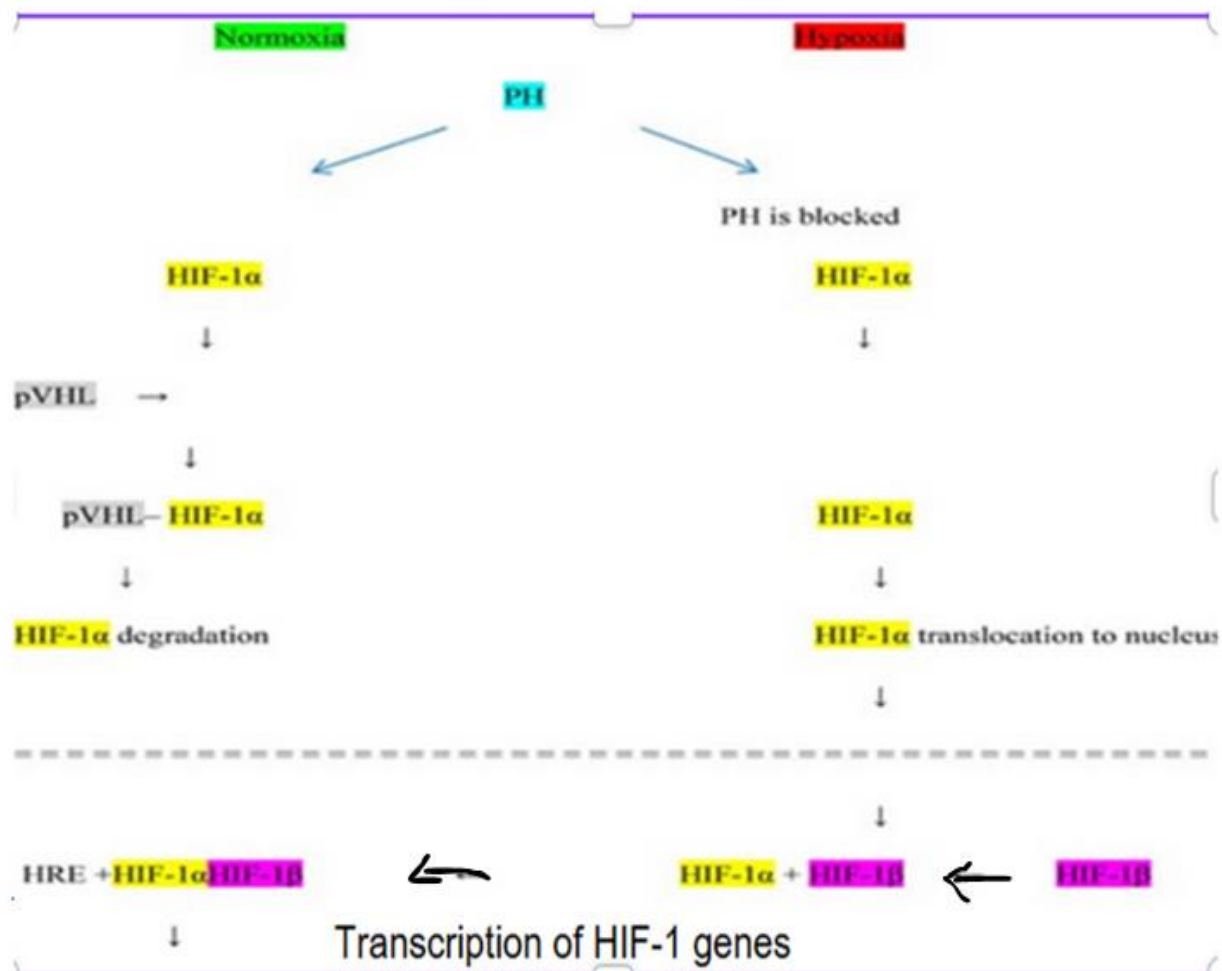 Normoxia Hypoxia
PH
PH is blocked
HIF-1α HIF-1α
↓ ↓
pVHL →
↓
pVHL– HIF-1α HIF-1α
↓ ↓
HIF-1α degradation HIF-1α translocation to nucleus
↓
↓
HRE +HIF-1αHIF-1β ← HIF-1α + HIF-1β ← HIF-1β
↓ Transcription of HIF-1 genes